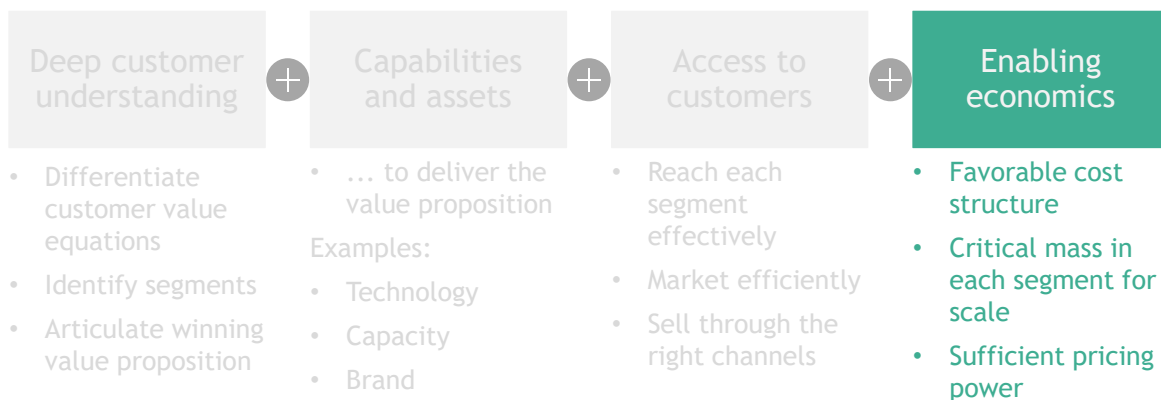 Deep customer
understanding
• Differentiate
customer value
equations
• Identify segments
• Articulate winning
value proposition
+
Capabilities
and assets
• ... to deliver the
value proposition
Examples:
• Technology
• Capacity
• Brand
+
Access to
customers
• Reach each
segment
effectively
• Market efficiently
• Sell through the
right channels
+
Enabling
economics
• Favorable cost
structure
• Critical mass in
each segment for
scale
• Sufficient pricing
power